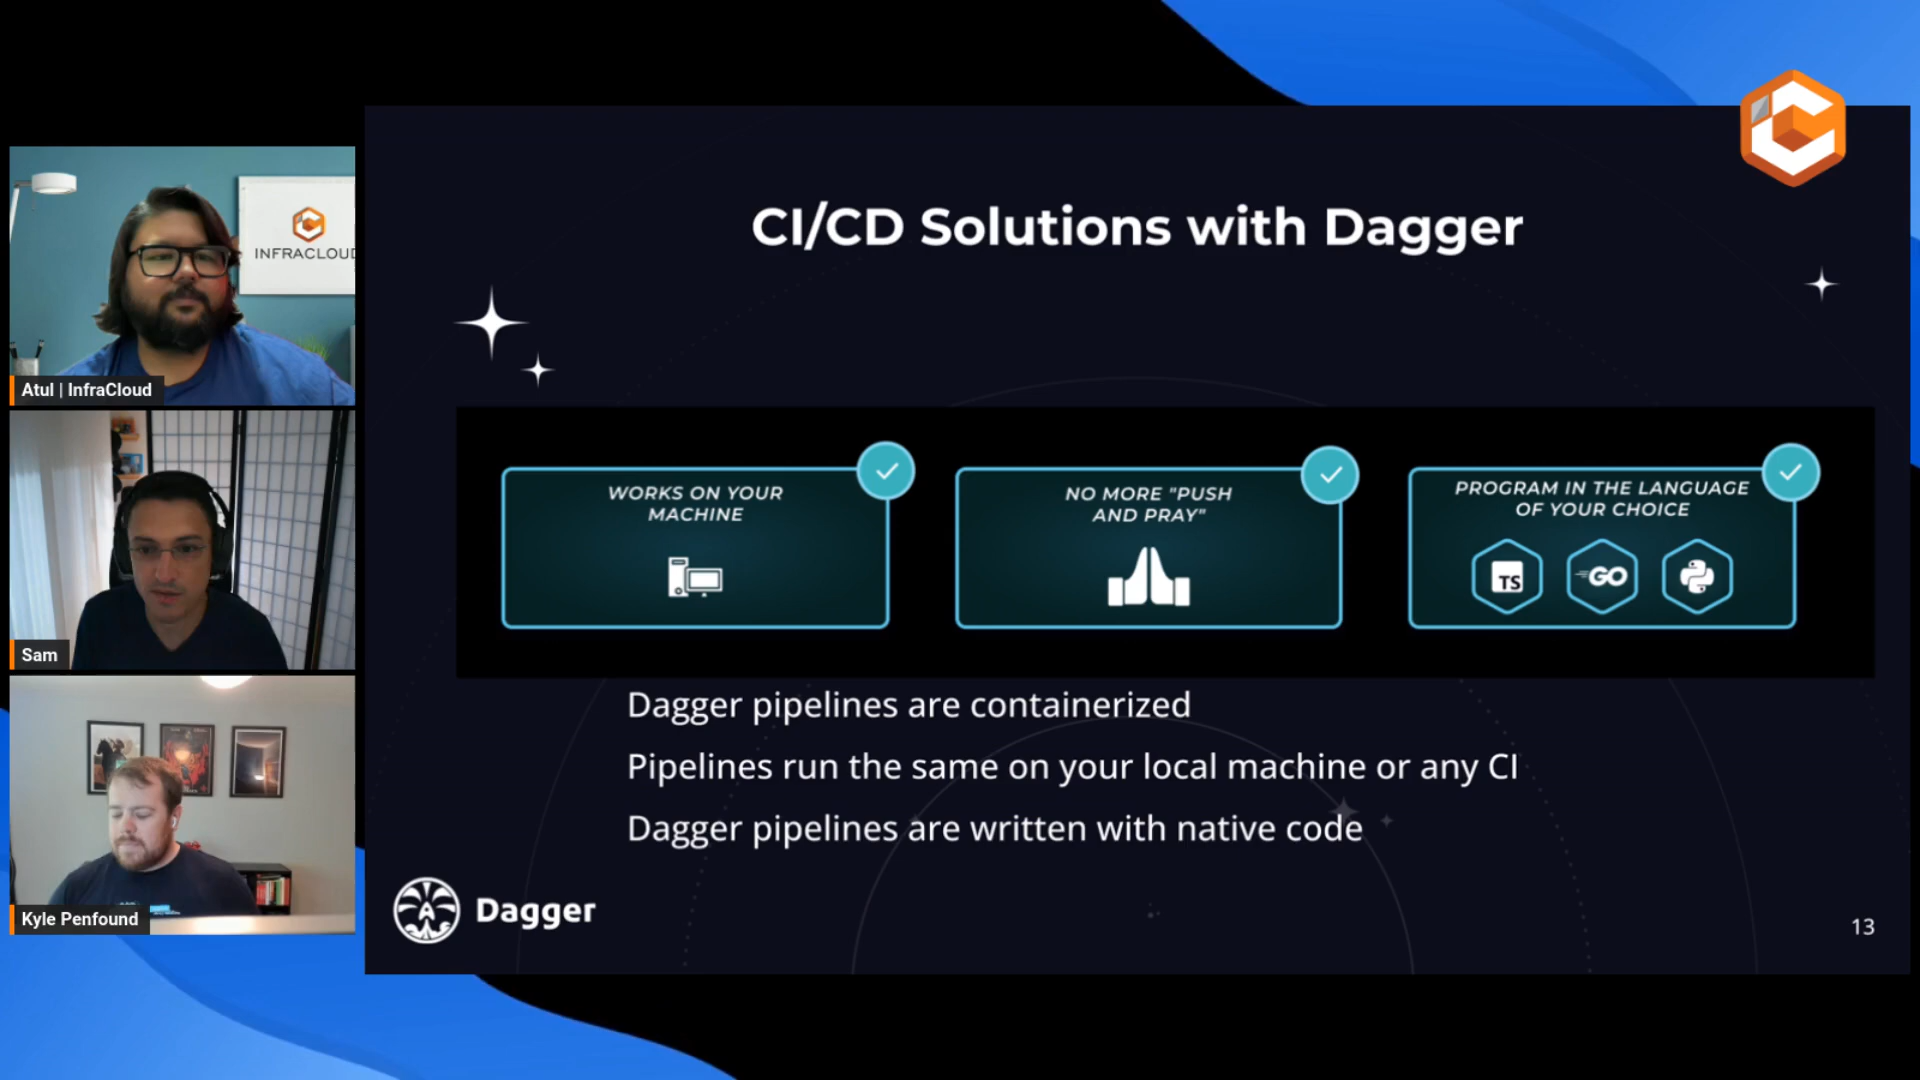 INFRACLOUD
Atul | InfraCloud
Sam
Kyle Penfound
CI/CD Solutions with Dagger
WORKS ON YOUR
MACHINE
NO MORE "PUSH
AND PRAY"
PROGRAM IN THE LANGUAGE
OF YOUR CHOICE
TS
GO
Dagger pipelines are containerized
Pipelines run the same on your local machine or any CI
Dagger pipelines are written with native code
Dagger
13